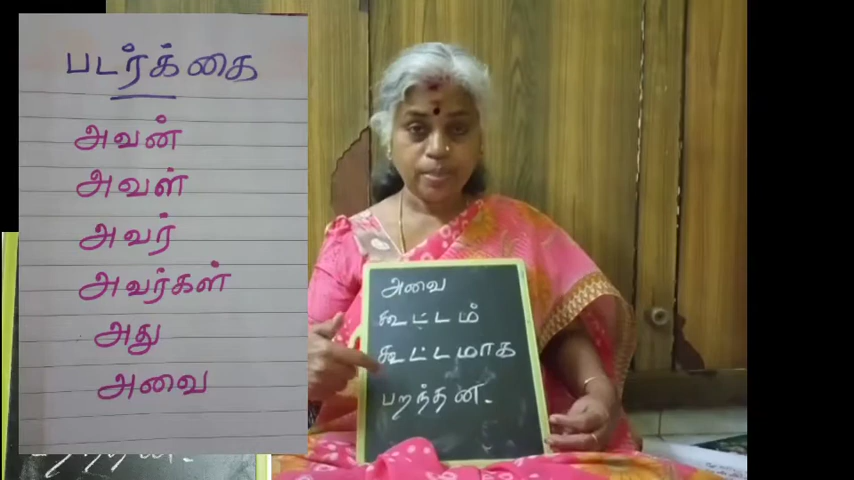 படர்க்கை
அவன்
அவள்
அவர்
அவர்கள்
அது
அவை
அவை
கூட்டம்
கூட்டமாக
பறந்தன.